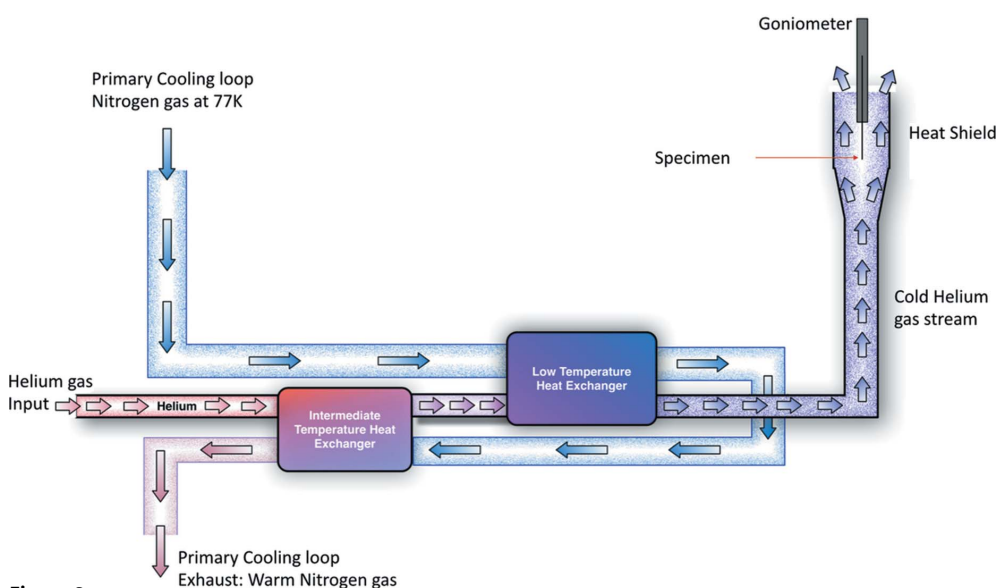 Goniometer
Primary Cooling loop
Nitrogen gas at 77K
Heat Shield
Specimen
Cold Helium
gas stream
Low Temperature
Heat Exchanger
Helium gas
Input
Helium
Intermediate
Temperature Heat
Exchanger
Primary Cooling loop
Exhaust: Warm Nitrogen gas